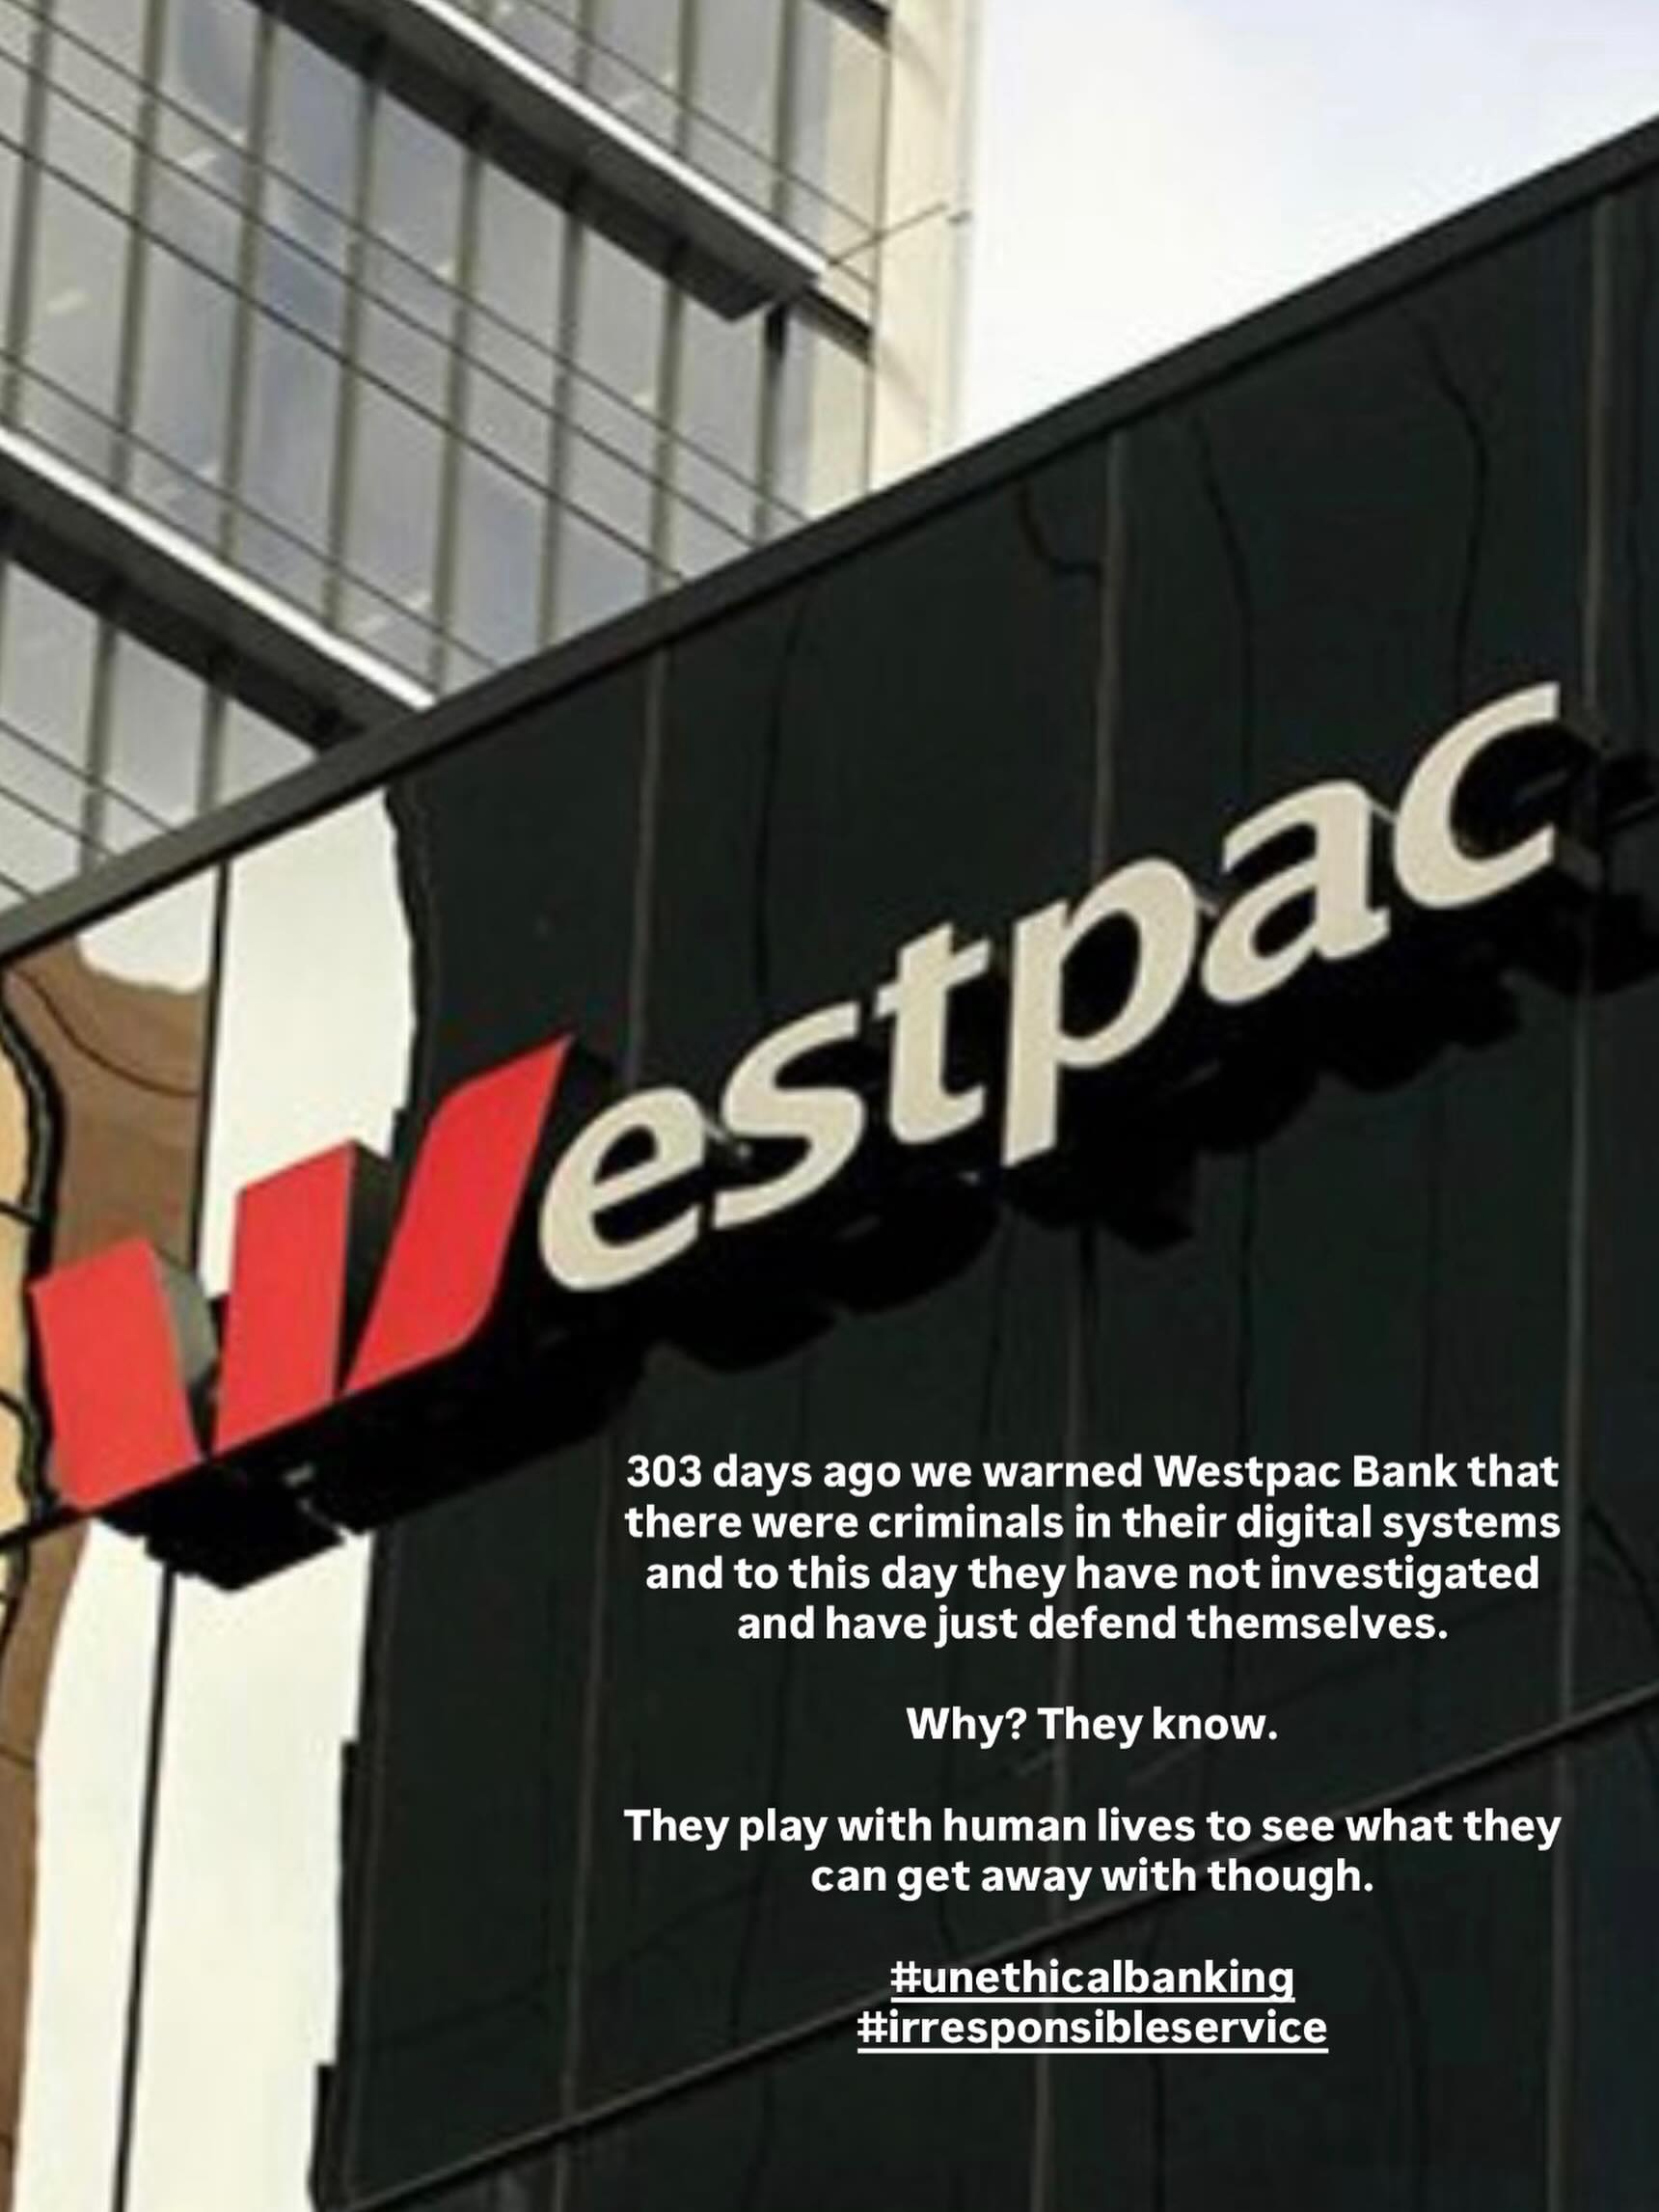 Westpac
303 days ago we warned Westpac Bank that
there were criminals in their digital systems
and to this day they have not investigated
and have just defend themselves.
Why? They know.
They play with human lives to see what they
can get away with though.
#unethicalbanking
#irresponsibleservice